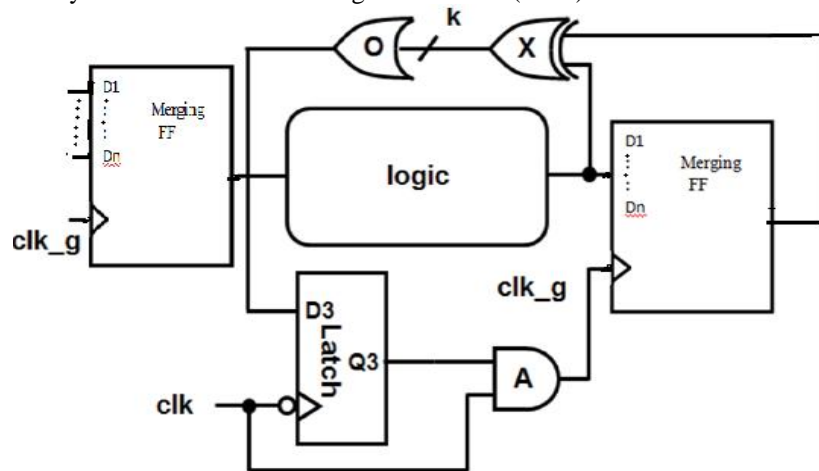 k
O
X
D1
Merging
FF
Dn
clk_g
logic
D1
Merging
FF
Dn
clk_g
D3
Latch
Q3
A
clk